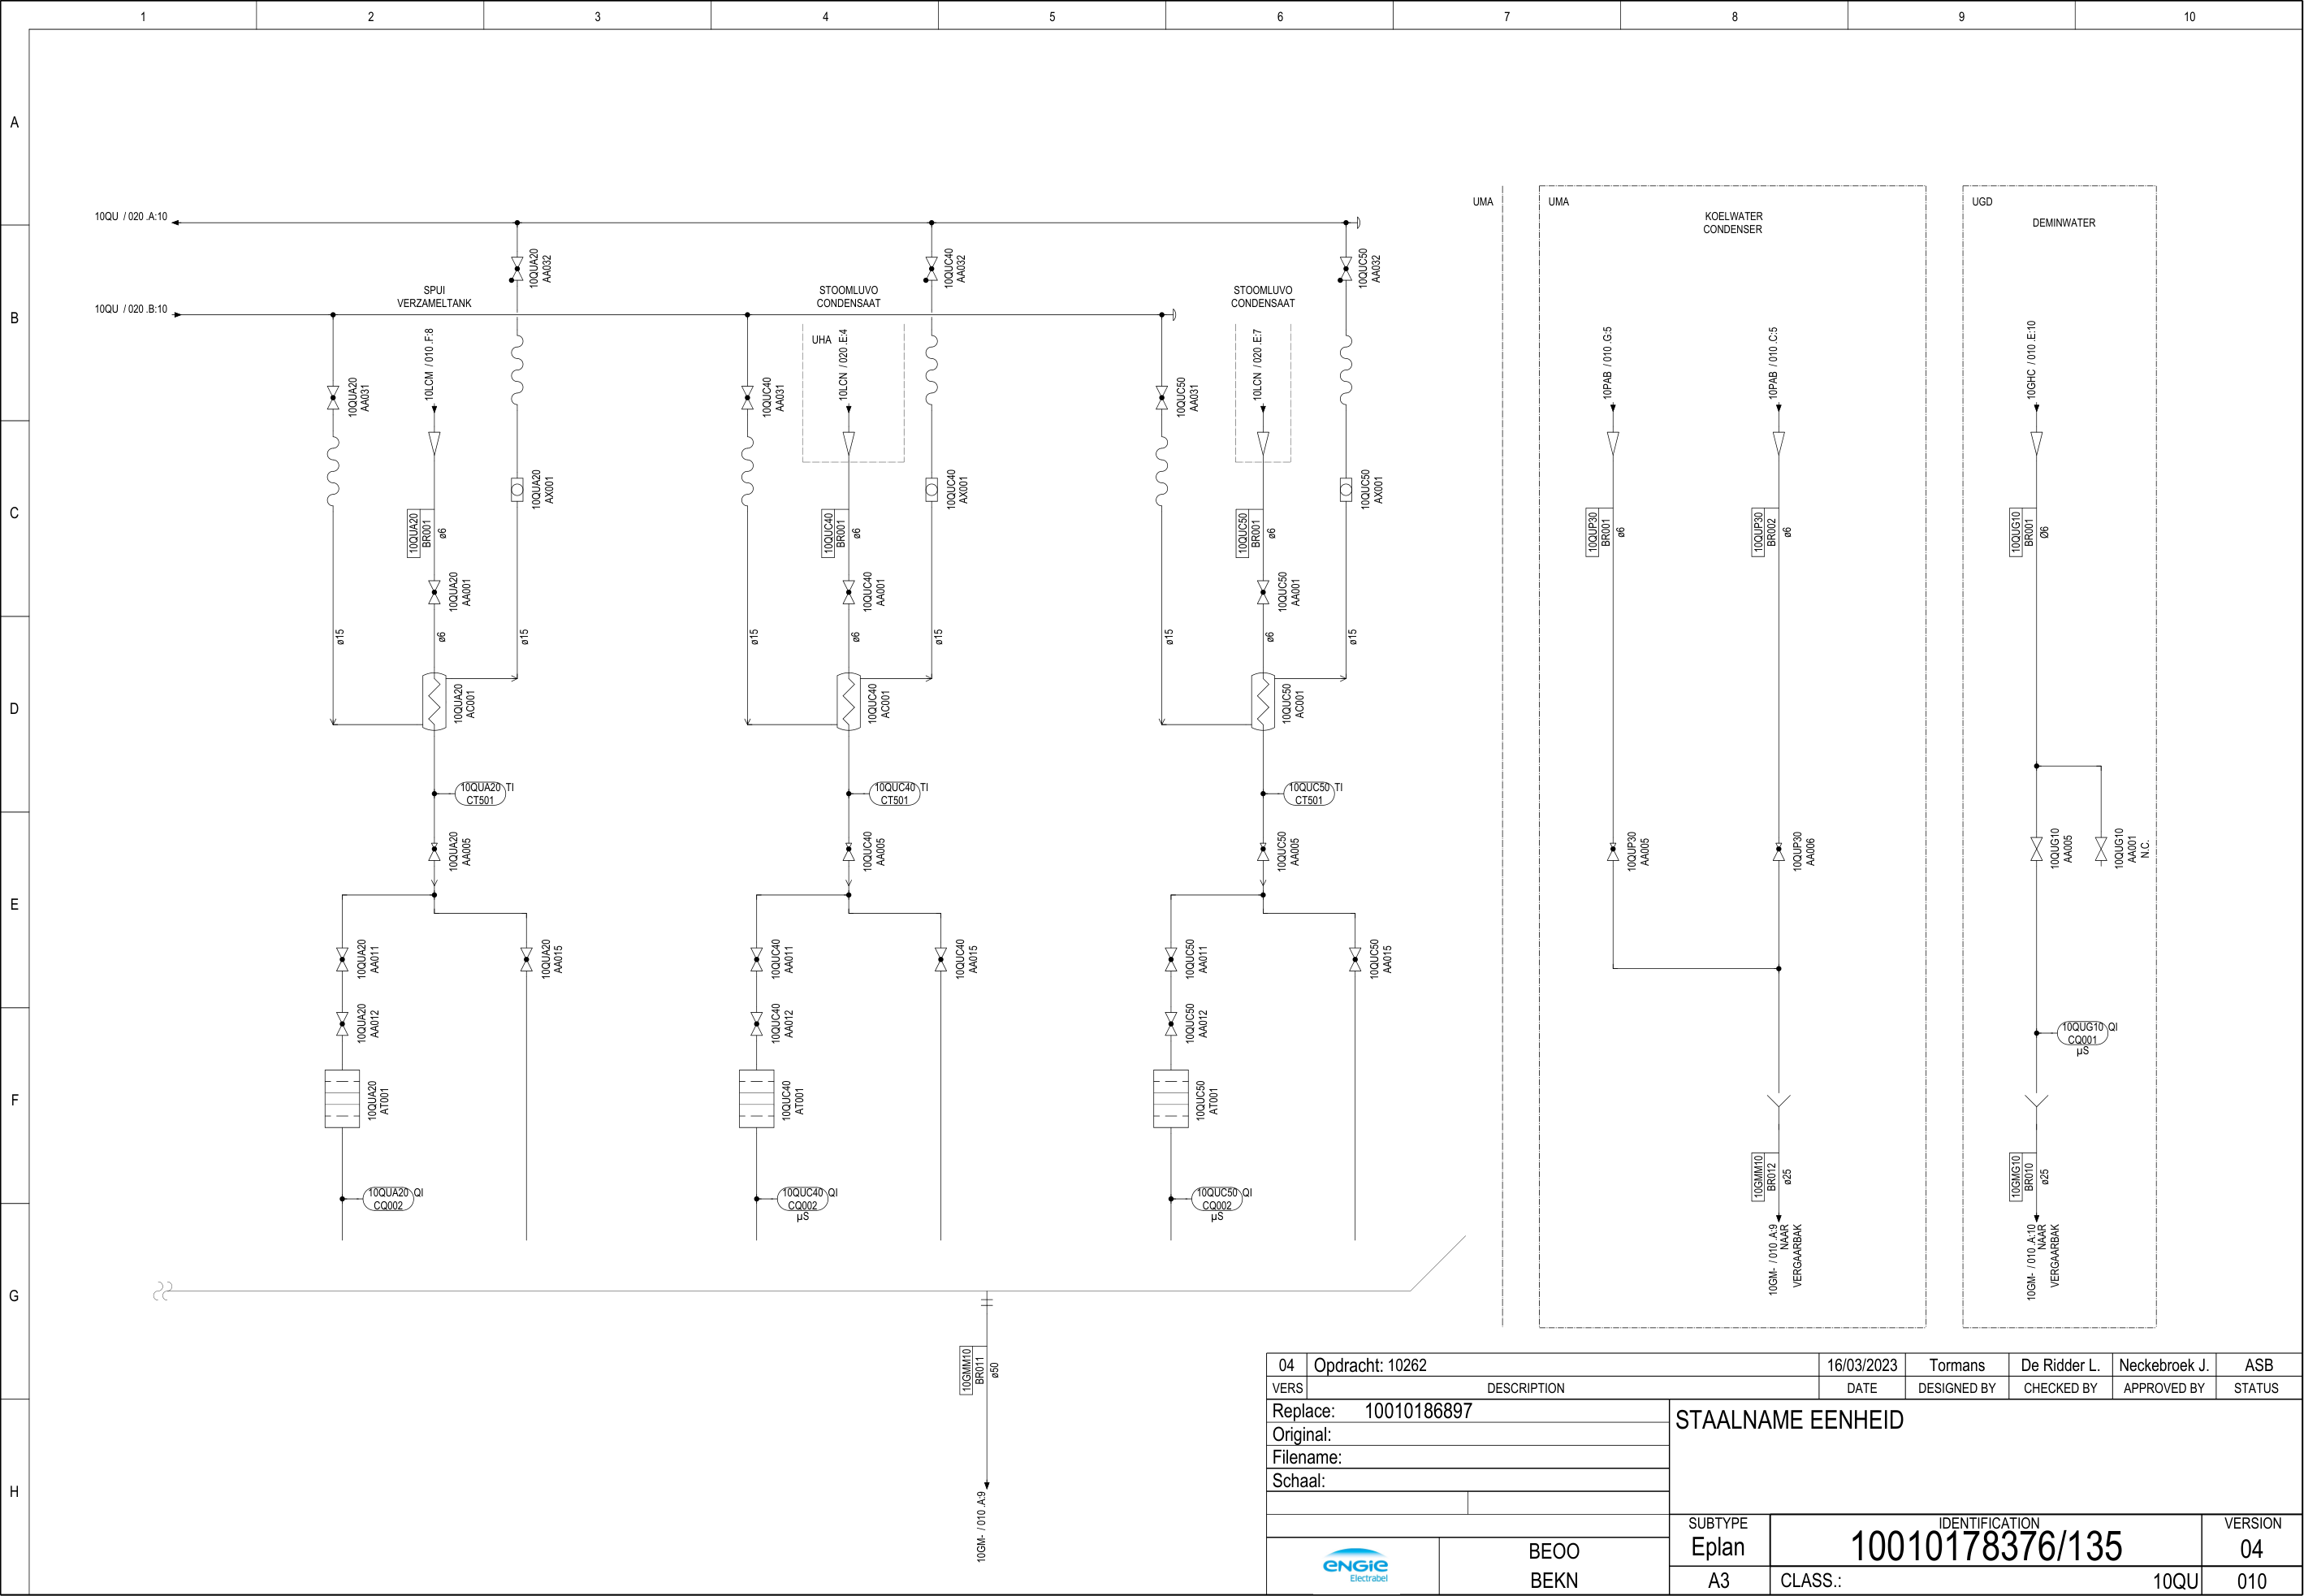 1 2 3 4 5 6 7 8 9 10
A
B
C
D
E
F
G
H
10QU / 020 .A:10
10QU / 020 .B:10
SPUI
VERZAMELTANK
10LCM / 010 .F:8
10QUA20
AA031
10QUA20
AA032
10QUA20
AX001
10QUA20
BR001
ø6
10QUA20
AA001
ø15
ø6
ø15
10QUA20
AC001
10QUA20 TI
CT501
10QUA20
AA005
10QUA20
AA011
10QUA20
AA015
10QUA20
AA012
10QUA20
AT001
10QUA20 QI
CQ002
STOOMLUVO
CONDENSAAT
UHA
10LCN / 020 .E:4
10QUC40
AA031
10QUC40
AA032
10QUC40
AX001
10QUC40
BR001
ø6
10QUC40
AA001
ø15
ø6
ø15
10QUC40
AC001
10QUC40 TI
CT501
10QUC40
AA005
10QUC40
AA011
10QUC40
AA015
10QUC40
AA012
10QUC40
AT001
10QUC40 QI
CQ002
µS
STOOMLUVO
CONDENSAAT
10LCN / 020 .E:7
10QUC50
AA031
10QUC50
AA032
10QUC50
AX001
10QUC50
BR001
ø6
10QUC50
AA001
ø15
ø6
ø15
10QUC50
AC001
10QUC50 TI
CT501
10QUC50
AA005
10QUC50
AA011
10QUC50
AA015
10QUC50
AA012
10QUC50
AT001
10QUC50 QI
CQ002
µS
10GMM10
BR011
ø50
10GM- / 010 .A:9
UMA
UMA
KOELWATER
CONDENSER
10PAB / 010 .G:5
10PAB / 010 .C:5
10QUP30
BR001
ø6
10QUP30
BR002
ø6
10QUP30
AA005
10QUP30
AA006
10GMM10
BR012
ø25
10GM- / 010 .A:9
NAAR
VERGAARBAK
UGD
DEMINWATER
10GHC / 010 .E:10
10QUG10
BR001
Ø6
10QUG10
AA005
10QUG10
AA001
N.C.
10QUG10 QI
CQ001
µS
10GMG10
BR010
ø25
10GM- / 010 .A:10
NAAR
VERGAARBAK
04 Opdracht: 10262 16/03/2023 Tormans De Ridder L. Neckebroek J. ASB
VERS DESCRIPTION DATE DESIGNED BY CHECKED BY APPROVED BY STATUS
Replace: 10010186897
Original:
Filename:
Schaal:
STAALNAME EENHEID
ENGIE
Electrabel
BEOO
BEKN
SUBTYPE
Eplan
A3
IDENTIFICATION
10010178376/135
CLASS.: 10QU
VERSION
04
010